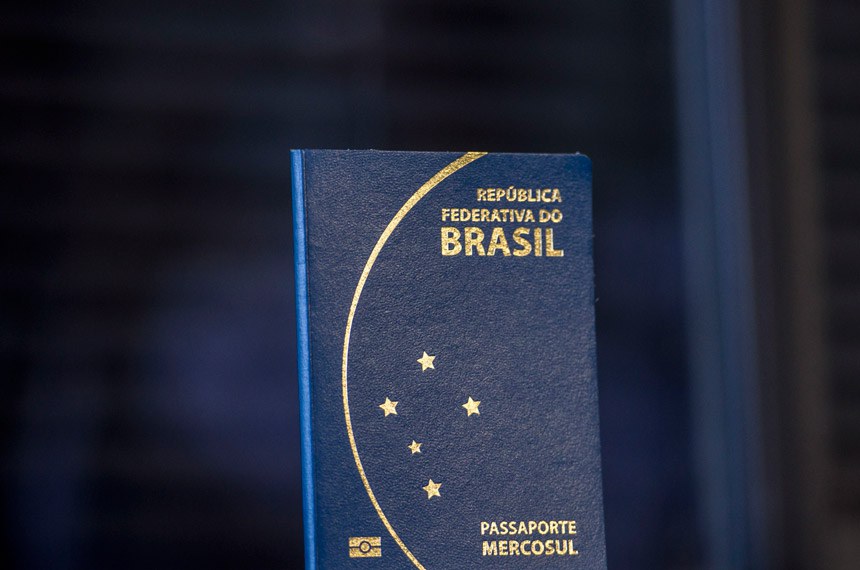 REPÚBLICA
FEDERATIVA DO
BRASIL
PASSAPORTE
MERCOSUL